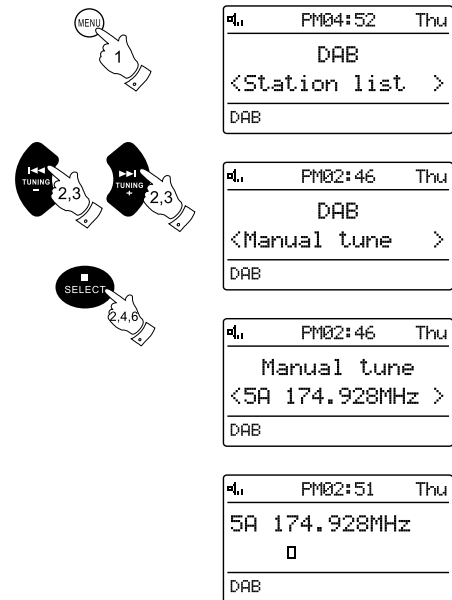 MENU
1
TUNING
−
2,3
TUNING
+
2,3
SELECT
2,4,6
PM04:52 Thu
DAB
<Station list >
DAB
PM02:46 Thu
DAB
<Manual tune >
DAB
PM02:46 Thu
Manual tune
<5A 174.928MHz >
DAB
PM02:51 Thu
5A 174.928MHz
DAB